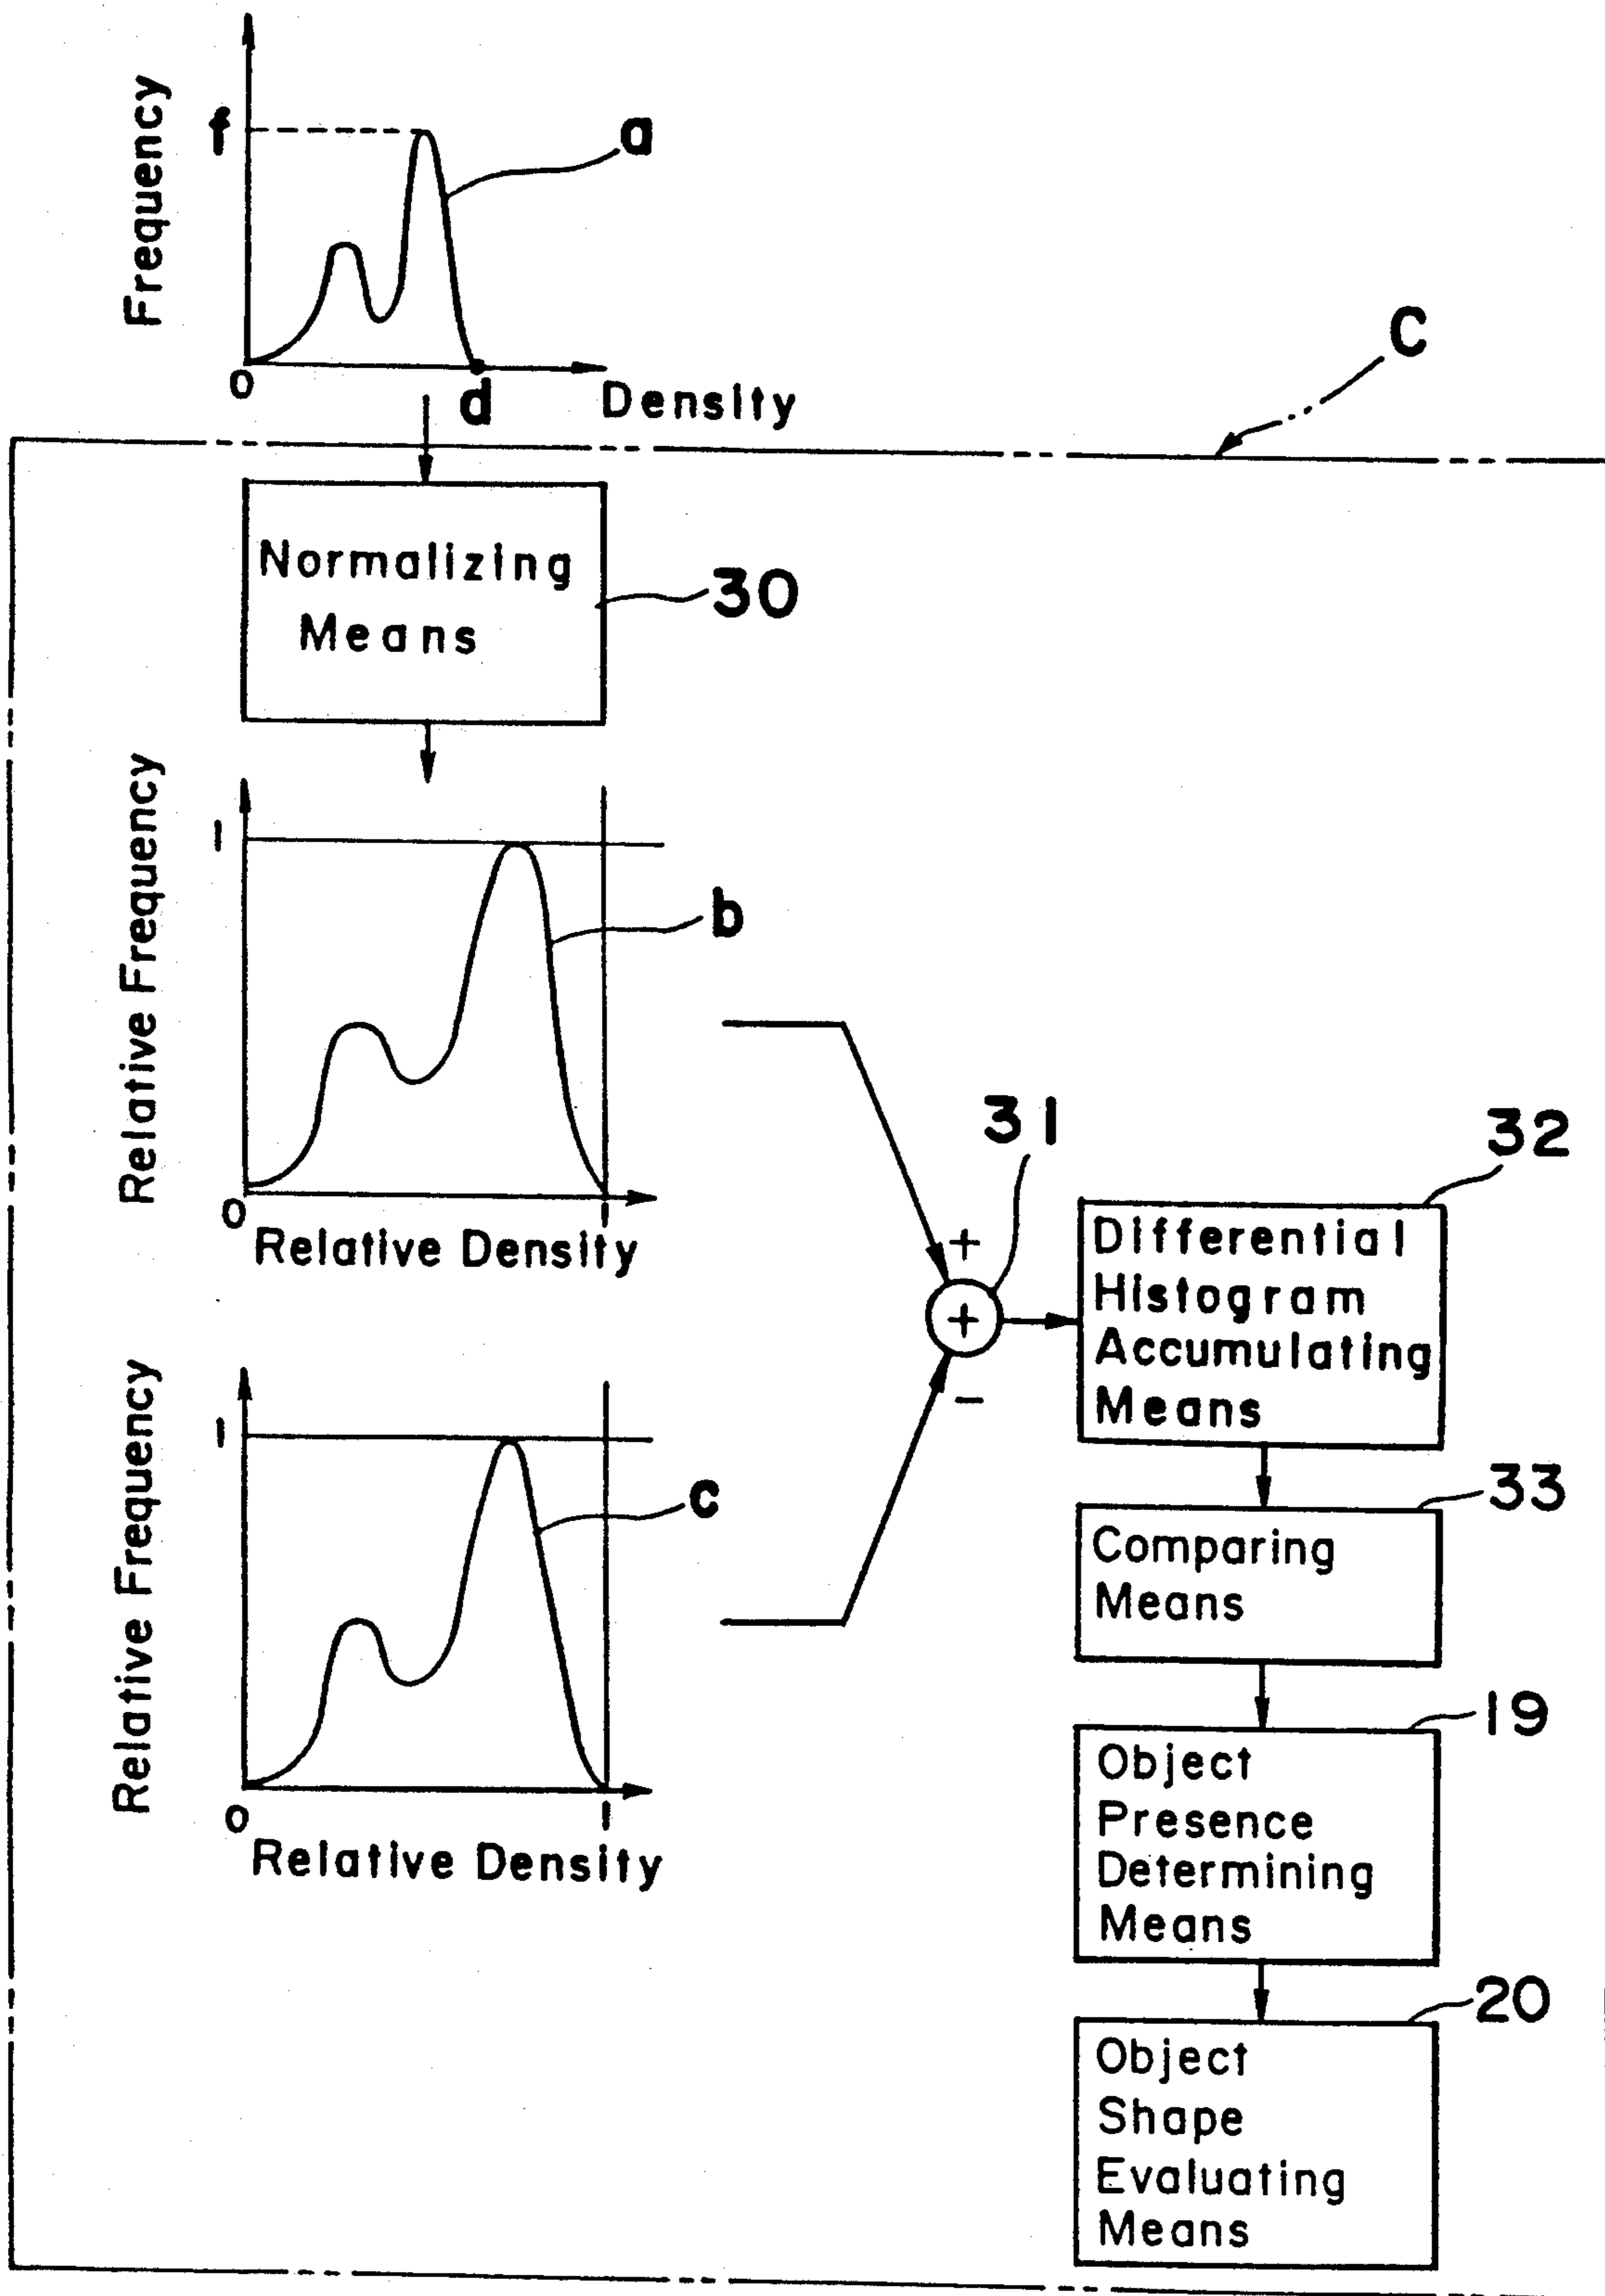 Frequency
f
a
0
d
Density
C
Normalizing
Means
30
Relative Frequency
1
b
0
1
Relative Density
31
+
+
−
32
Differential
Histogram
Accumulating
Means
33
Comparing
Means
Relative Frequency
1
c
0
1
Relative Density
19
Object
Presence
Determining
Means
20
Object
Shape
Evaluating
Means